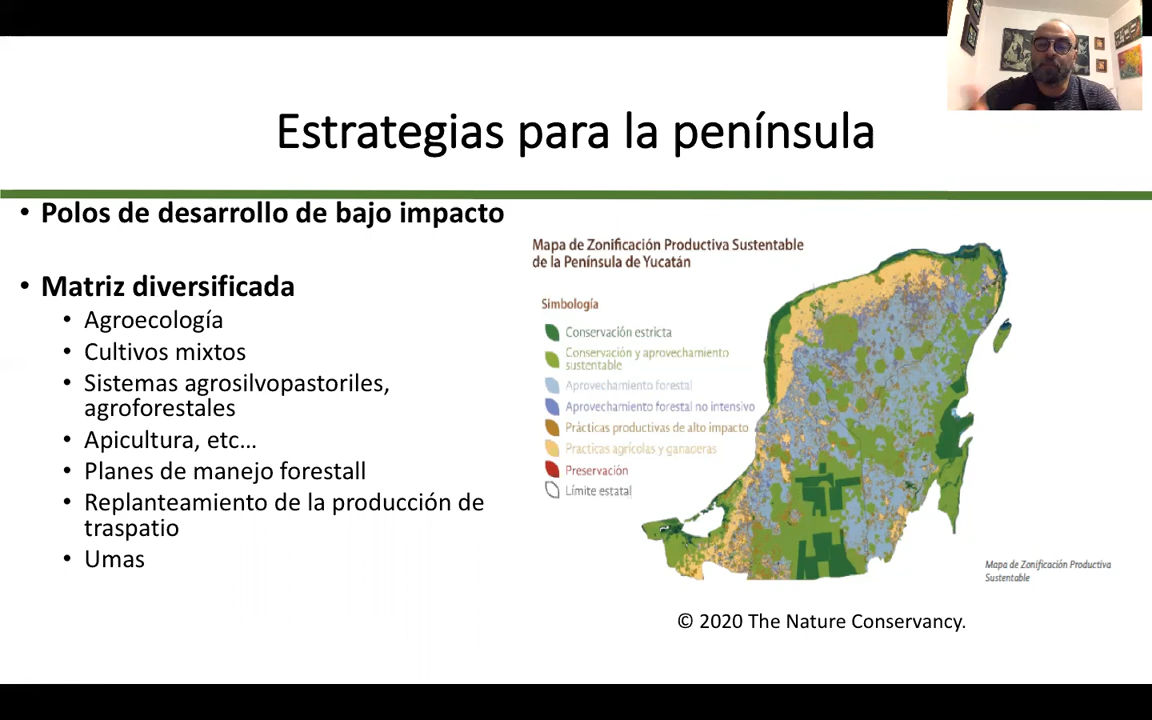 Estrategias para la península
• Polos de desarrollo de bajo impacto
• Matriz diversificada
• Agroecología
• Cultivos mixtos
• Sistemas agrosilvopastoriles,
agroforestales
• Apicultura, etc...
• Planes de manejo forestall
• Replanteamiento de la producción de
traspatio
• Umas
Mapa de Zonificación Productiva Sustentable
de la Península de Yucatán
Simbología
Conservación estricta
Conservación y aprovechamiento
sustentable
Aprovechamiento forestal
Aprovechamiento forestal no intensivo
Prácticas productivas de alto impacto
Practicas agrícolas y ganaderas
Preservación
Límite estatal
Mapa de Zonificación Productiva
Sustentable
© 2020 The Nature Conservancy.